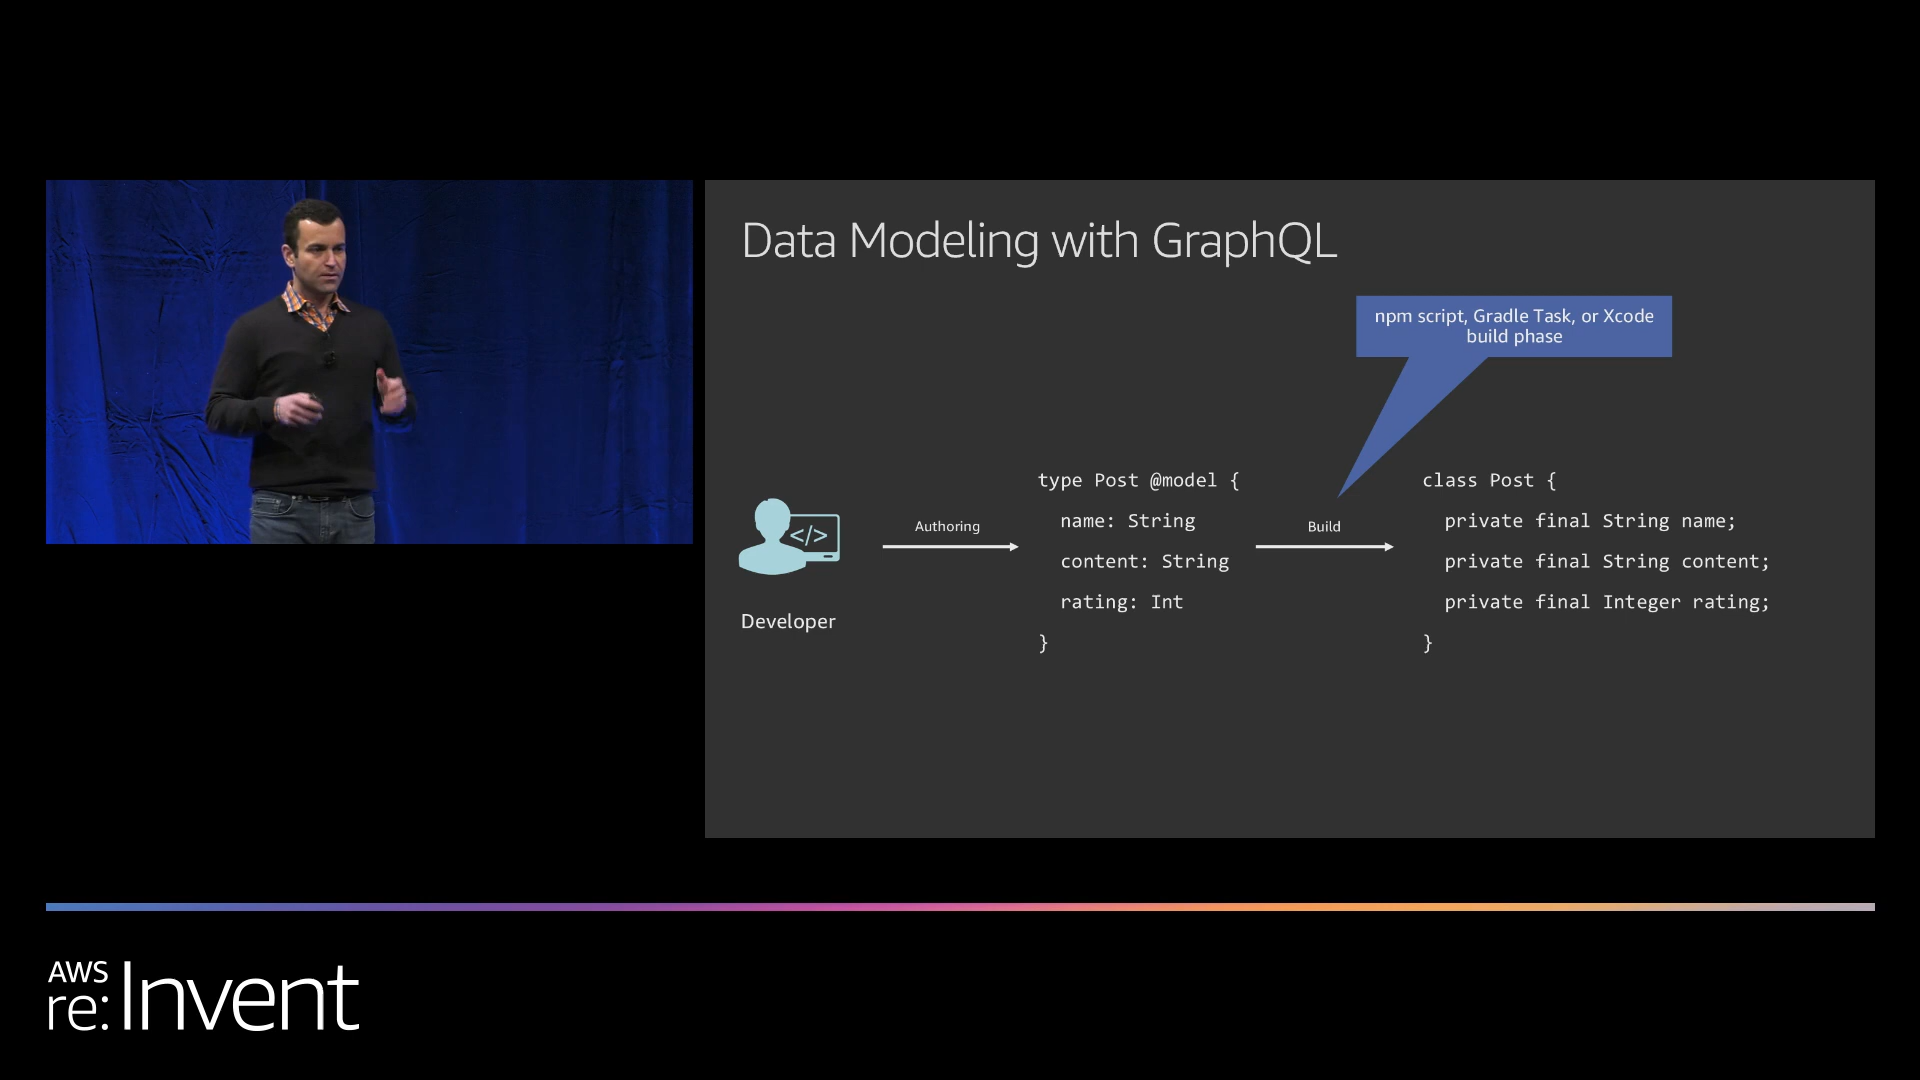 Data Modeling with GraphQL
npm script, Gradle Task, or Xcode
build phase
</>
Developer
Authoring
type Post @model {
name: String
content: String
rating: Int
}
Build
class Post {
private final String name;
private final String content;
private final Integer rating;
}
AWS
re:Invent